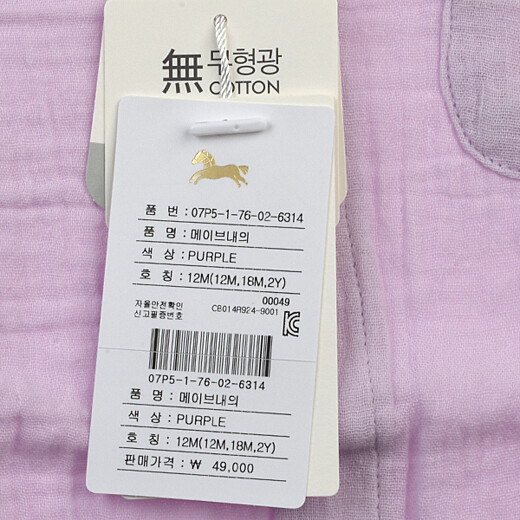 無 무형광
COTTON
품 번 : 07P5-1-76-02-6314
품 명 : 메이브내의
색 상 : PURPLE
호 칭 : 12M(12M,18M,2Y)
00049
자율안전확인 CB014R924-9001
신고필증번호
07P5-1-76-02-6314
품 명 : 메이브내의
색 상 : PURPLE
호 칭 : 12M(12M,18M,2Y)
판매가격 : ₩ 49,000